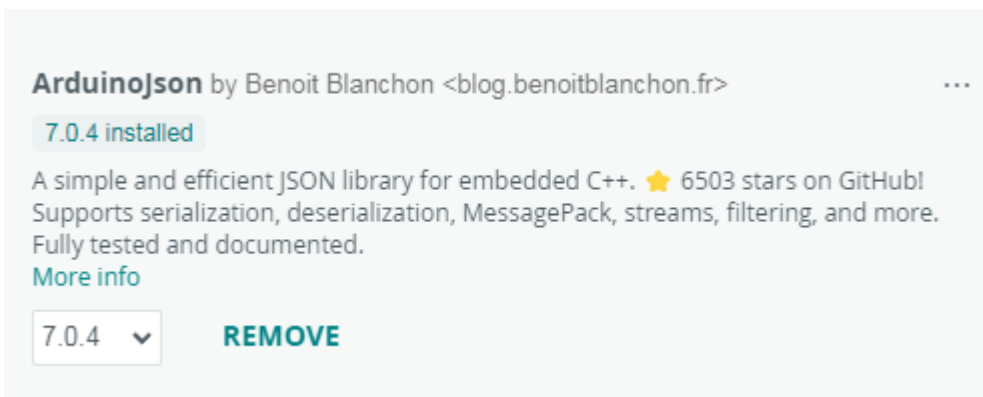 ArduinoJson by Benoit Blanchon <blog.benoitblanchon.fr>
...
7.0.4 installed
A simple and efficient JSON library for embedded C++. ⭐ 6503 stars on GitHub!
Supports serialization, deserialization, MessagePack, streams, filtering, and more.
Fully tested and documented.
More info
7.0.4
REMOVE